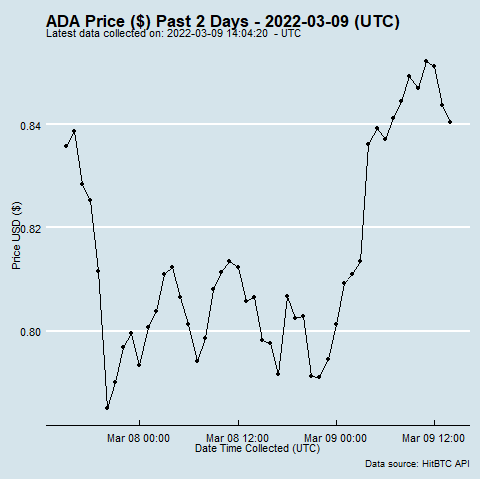 ADA Price ($) Past 2 Days - 2022-03-09 (UTC)
Latest data collected on: 2022-03-09 14:04:20  - UTC
0.84
0.82
0.80
Price USD ($)
Mar 08 00:00
Mar 08 12:00
Mar 09 00:00
Mar 09 12:00
Date Time Collected (UTC)
Data source: HitBTC API